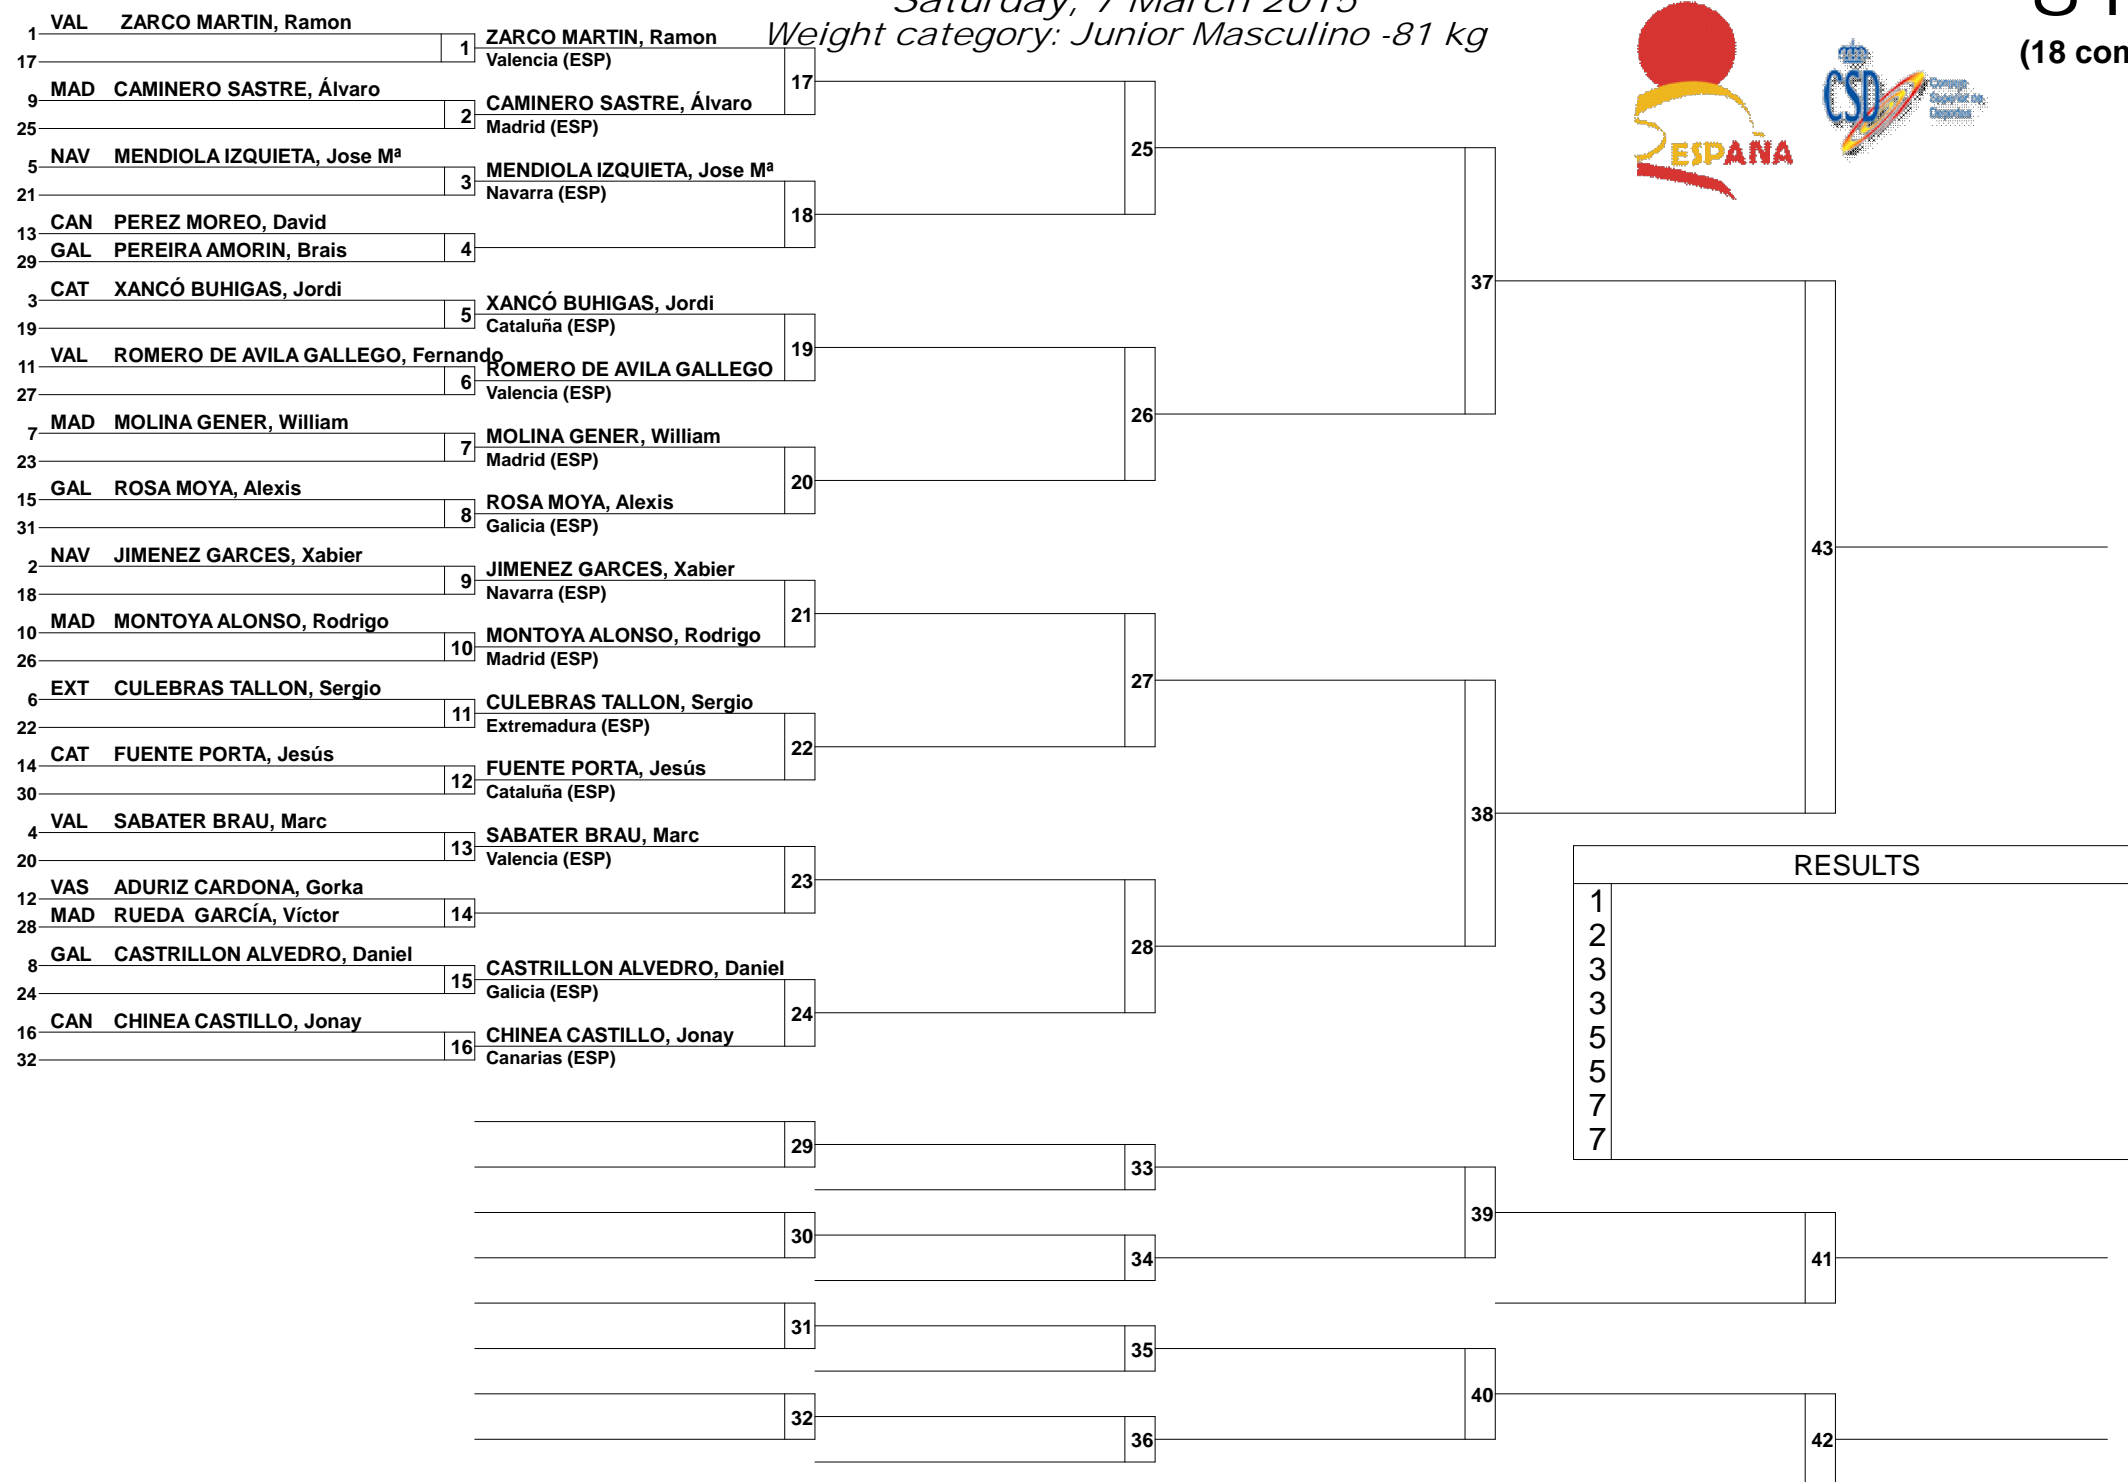 Saturday, 7 March 2015
Weight category: Junior Masculino -81 kg
(18 con
CSD
Consejo
Superior de
Deportes
ESPAÑA
VAL ZARCO MARTIN, Ramon
1
17
1
ZARCO MARTIN, Ramon
Valencia (ESP)
17
MAD CAMINERO SASTRE, Álvaro
9
25
2
CAMINERO SASTRE, Álvaro
Madrid (ESP)
25
NAV MENDIOLA IZQUIETA, Jose Mª
5
21
3
MENDIOLA IZQUIETA, Jose Mª
Navarra (ESP)
18
CAN PEREZ MOREO, David
13
GAL PEREIRA AMORIN, Brais
29
4
37
CAT XANCÓ BUHIGAS, Jordi
3
19
5
XANCÓ BUHIGAS, Jordi
Cataluña (ESP)
19
VAL ROMERO DE AVILA GALLEGO, Fernando
11
27
6
ROMERO DE AVILA GALLEGO
Valencia (ESP)
26
MAD MOLINA GENER, William
7
23
7
MOLINA GENER, William
Madrid (ESP)
20
GAL ROSA MOYA, Alexis
15
31
8
ROSA MOYA, Alexis
Galicia (ESP)
43
NAV JIMENEZ GARCES, Xabier
2
18
9
JIMENEZ GARCES, Xabier
Navarra (ESP)
21
MAD MONTOYA ALONSO, Rodrigo
10
26
10
MONTOYA ALONSO, Rodrigo
Madrid (ESP)
27
EXT CULEBRAS TALLON, Sergio
6
22
11
CULEBRAS TALLON, Sergio
Extremadura (ESP)
22
CAT FUENTE PORTA, Jesús
14
30
12
FUENTE PORTA, Jesús
Cataluña (ESP)
38
VAL SABATER BRAU, Marc
4
20
13
SABATER BRAU, Marc
Valencia (ESP)
23
VAS ADURIZ CARDONA, Gorka
12
MAD RUEDA GARCÍA, Víctor
28
14
28
GAL CASTRILLON ALVEDRO, Daniel
8
24
15
CASTRILLON ALVEDRO, Daniel
Galicia (ESP)
24
CAN CHINEA CASTILLO, Jonay
16
32
16
CHINEA CASTILLO, Jonay
Canarias (ESP)
RESULTS
1
2
3
3
5
5
7
7
29
33
30
39
34
41
31
35
32
40
36
42